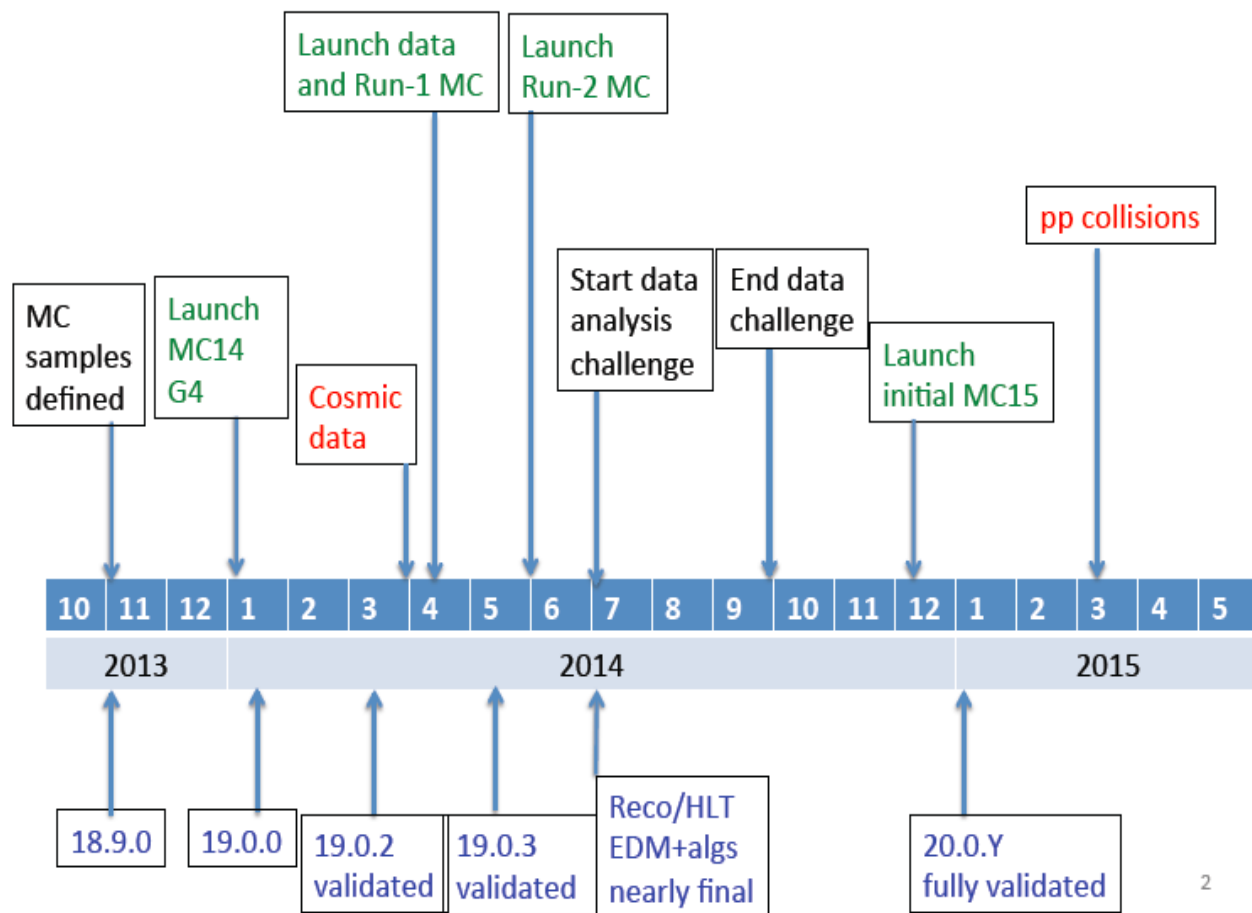 Launch data
and Run-1 MC
Launch
Run-2 MC
pp collisions
MC
samples
defined
Launch
MC14
G4
Cosmic
data
Start data
analysis
challenge
End data
challenge
Launch
initial MC15
10 11 12 1 2 3 4 5 6 7 8 9 10 11 12 1 2 3 4 5
2013 2014 2015
18.9.0
19.0.0
19.0.2
validated
19.0.3
validated
Reco/HLT
EDM+algs
nearly final
20.0.Y
fully validated
2